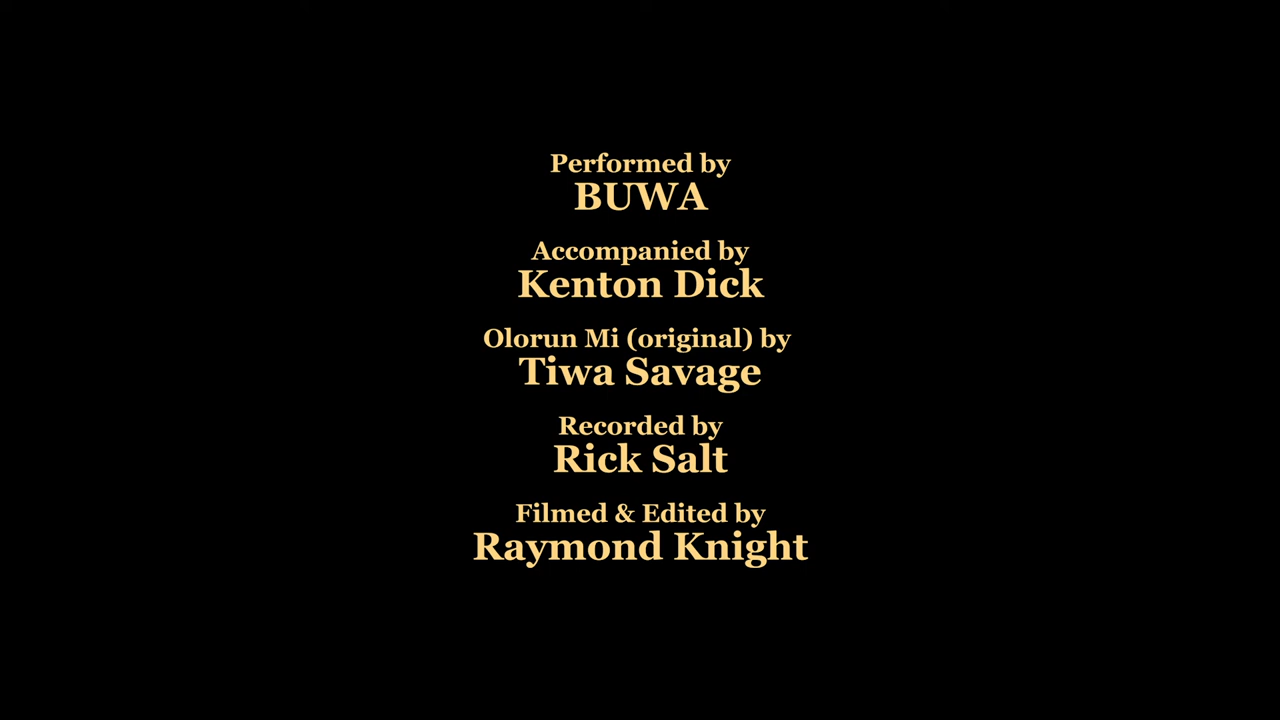 Performed by
BUWA
Accompanied by
Kenton Dick
Olorun Mi (original) by
Tiwa Savage
Recorded by
Rick Salt
Filmed & Edited by
Raymond Knight